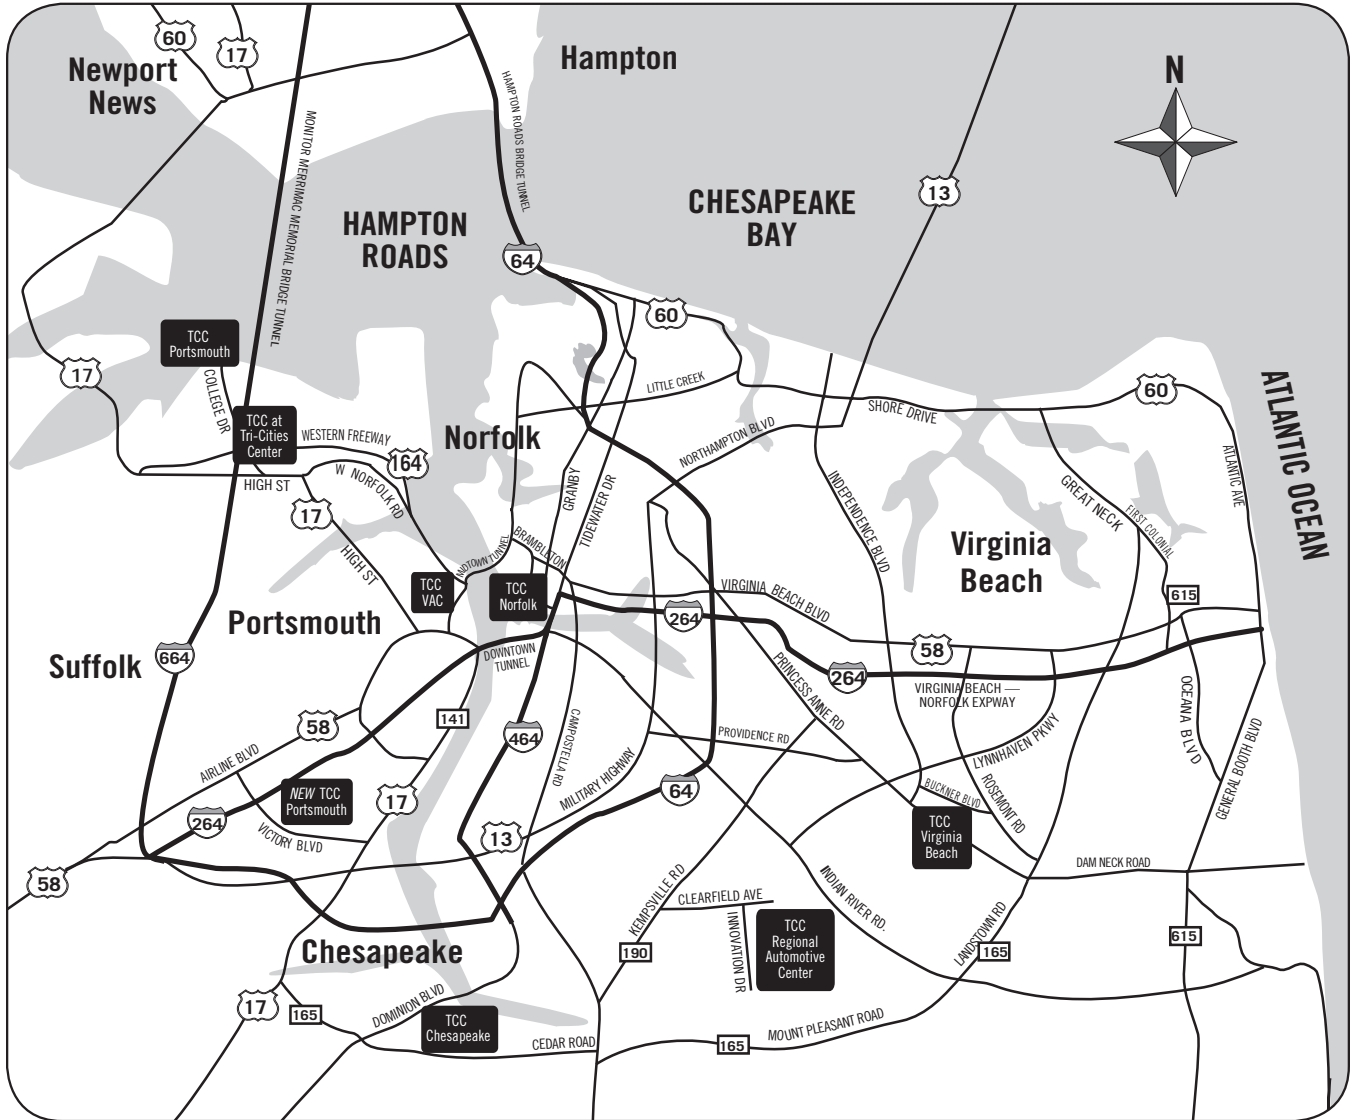 60
17
Newport
News
Hampton
N
HAMPTON ROADS BRIDGE TUNNEL
MONITOR MERRIMAC MEMORIAL BRIDGE TUNNEL
13
CHESAPEAKE
BAY
HAMPTON
ROADS
64
60
TCC
Portsmouth
17
COLLEGE DR
LITTLE CREEK
60
SHORE DRIVE
ATLANTIC OCEAN
TCC at
Tri-Cities
Center
WESTERN FREEWAY
164
Norfolk
NORTHAMPTON BLVD
ATLANTIC AVE
HIGH ST
W NORFOLK RD
GRANBY
TIDEWATER DR
INDEPENDENCE BLVD
GREAT NECK
FIRST COLONIAL
17
HIGH ST
MIDTOWN TUNNEL
BRAMBLETON
Virginia
Beach
TCC
VAC
TCC
Norfolk
VIRGINIA BEACH BLVD
615
264
Portsmouth
58
DOWNTOWN
TUNNEL
Suffolk
664
PRINCESS ANNE RD
264
VIRGINIA BEACH —
NORFOLK EXPWAY
OCEANA BLVD
58
141
464
CAMPOSTELLA RD
PROVIDENCE RD
LYNNHAVEN PKWY
GENERAL BOOTH BLVD
AIRLINE BLVD
MILITARY HIGHWAY
64
BUCKNER BLVD
ROSEMONT RD
NEW TCC
Portsmouth
17
264
VICTORY BLVD
13
TCC
Virginia
Beach
58
DAM NECK ROAD
KEMPSVILLE RD
CLEARFIELD AVE
INNOVATION DR
INDIAN RIVER RD.
TCC
Regional
Automotive
Center
LANDSTOWN RD
165
615
Chesapeake
190
17
165
DOMINION BLVD
TCC
Chesapeake
CEDAR ROAD
165
MOUNT PLEASANT ROAD